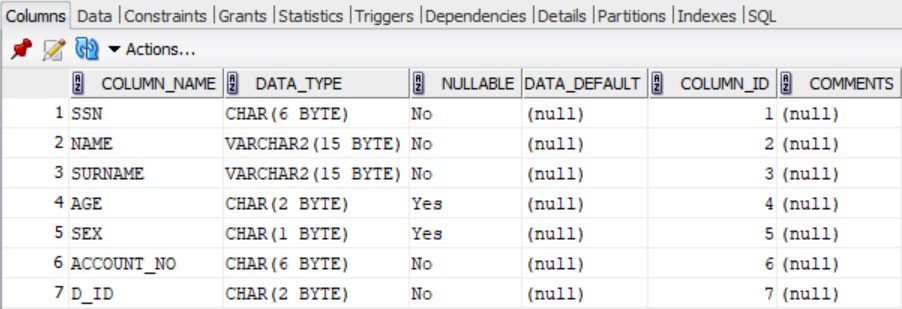 Columns Data |Constraints |Grants |Statistics |Triggers |Dependencies |Details |Partitions |Indexes |SQL
Actions...
COLUMN_NAME DATA_TYPE NULLABLE DATA_DEFAULT COLUMN_ID COMMENTS
1 SSN CHAR(6 BYTE) No (null) 1 (null)
2 NAME VARCHAR2(15 BYTE) No (null) 2 (null)
3 SURNAME VARCHAR2(15 BYTE) No (null) 3 (null)
4 AGE CHAR(2 BYTE) Yes (null) 4 (null)
5 SEX CHAR(1 BYTE) Yes (null) 5 (null)
6 ACCOUNT_NO CHAR(6 BYTE) No (null) 6 (null)
7 D_ID CHAR(2 BYTE) No (null) 7 (null)